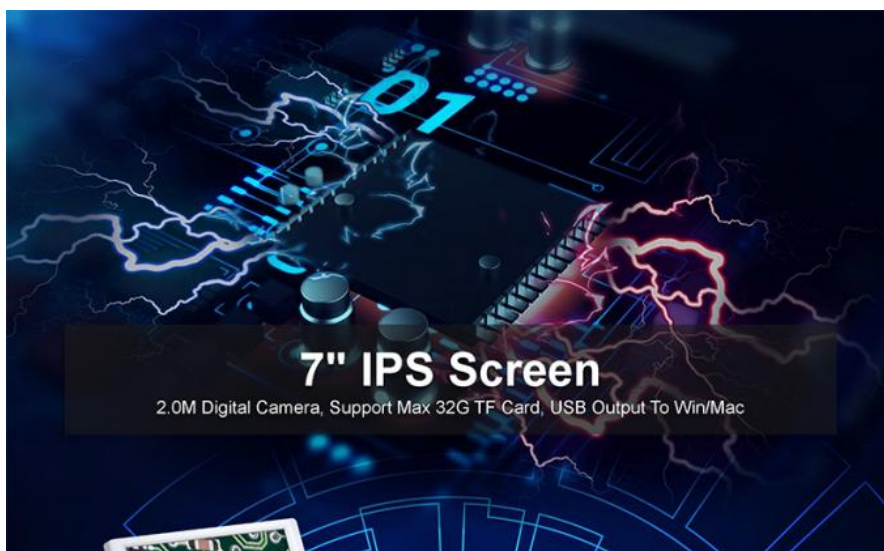 01
7" IPS Screen
2.0M Digital Camera, Support Max 32G TF Card, USB Output To Win/Mac